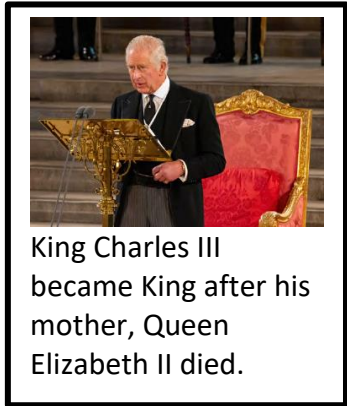 King Charles III
became King after his
mother, Queen
Elizabeth II died.